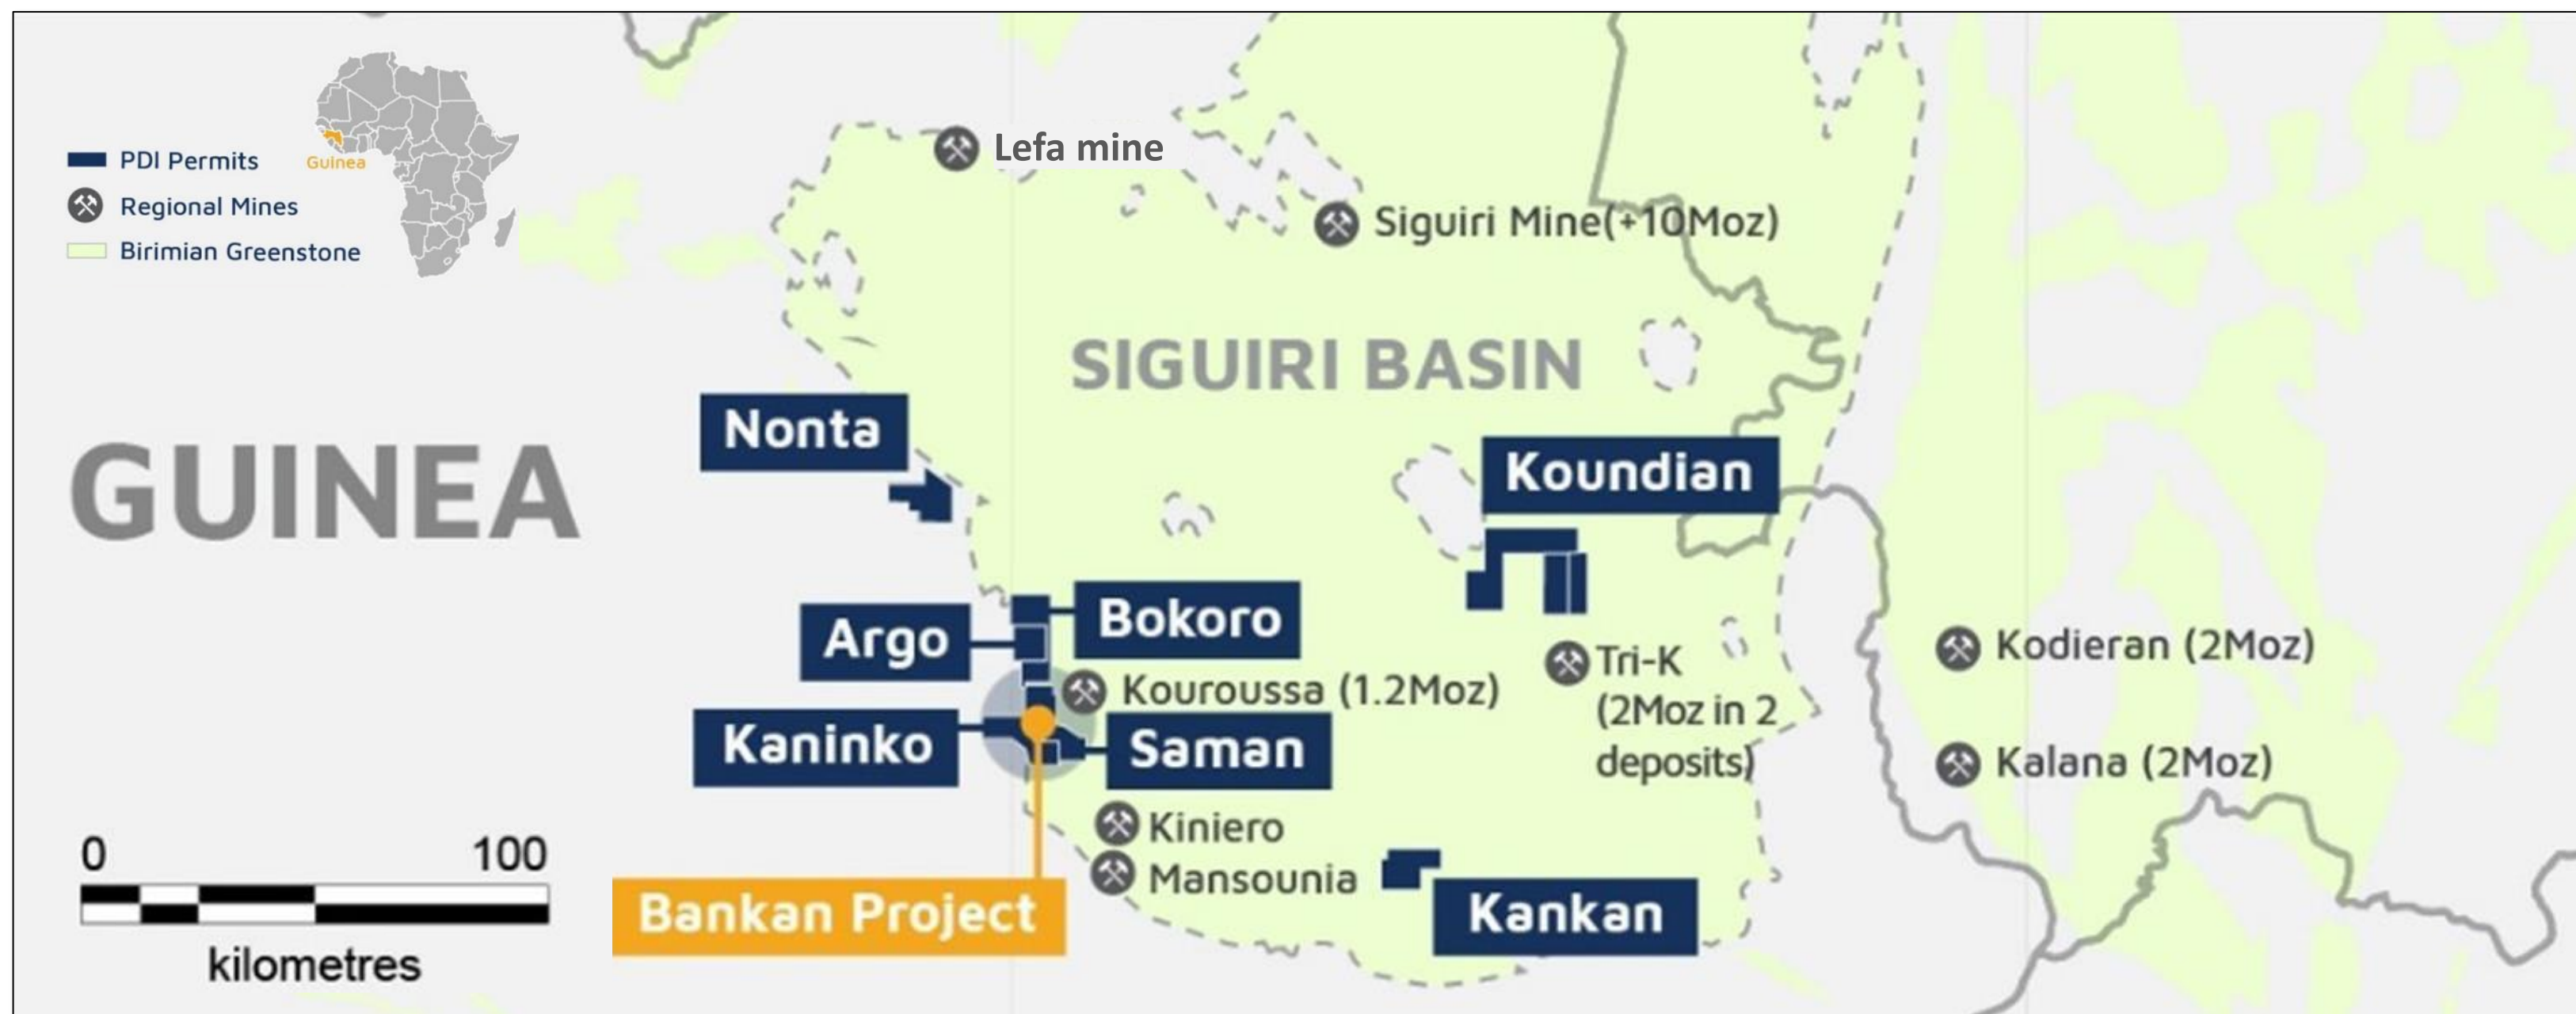 PDI Permits
Guinea
Regional Mines
Birimian Greenstone
Lefa mine
Siguiri Mine(+10Moz)
SIGUIRI BASIN
GUINEA
Nonta
Koundian
Bokoro
Argo
Kouroussa (1.2Moz)
Tri-K
(2Moz in 2
deposits)
Kodieran (2Moz)
Kaninko
Saman
Kalana (2Moz)
Kiniero
Mansounia
Bankan Project
Kankan
0 100
kilometres